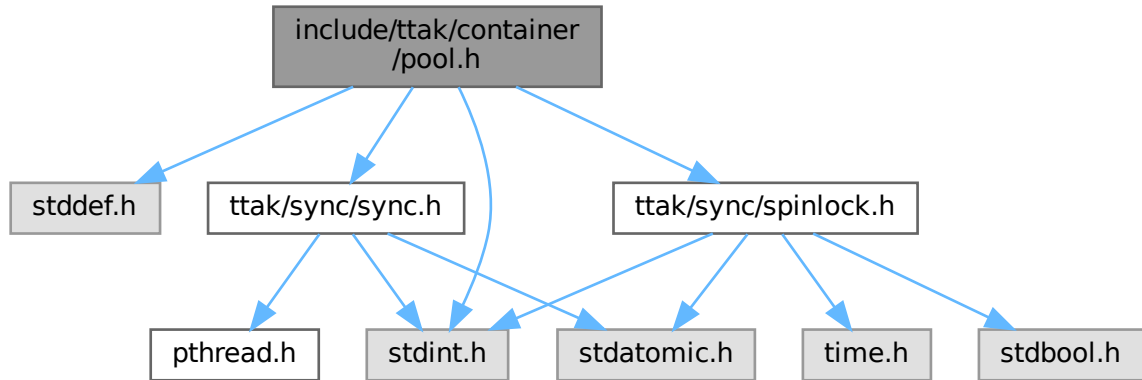 include/ttak/container
/pool.h
stddef.h
ttak/sync/sync.h
ttak/sync/spinlock.h
pthread.h
stdint.h
stdatomic.h
time.h
stdbool.h